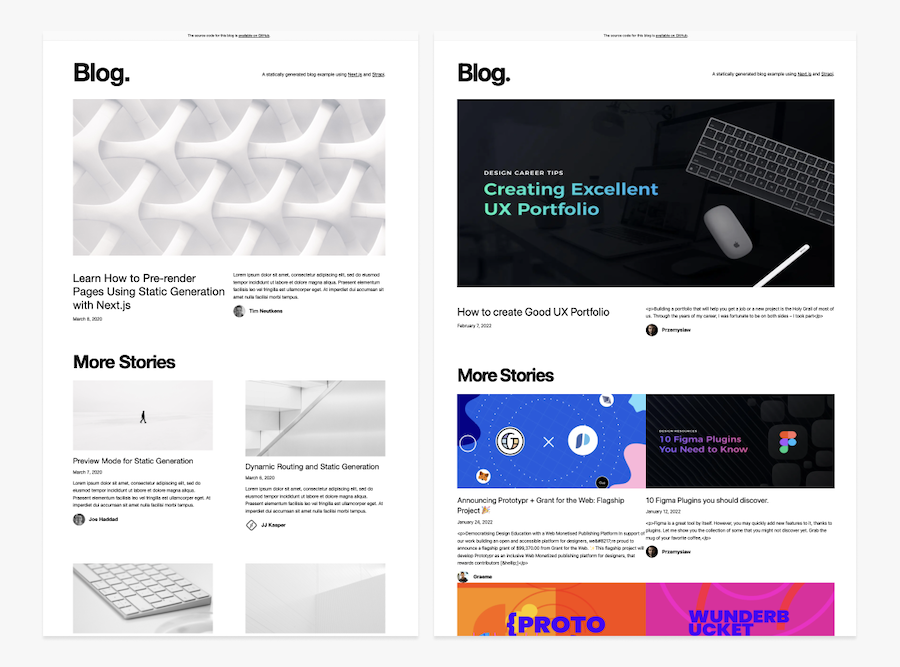 The source code for this blog is available on GitHub.
Blog.
A statically generated blog example using Next.js and Strapi.
Learn How to Pre-render
Pages Using Static Generation
with Next.js
March 8, 2020
Lorem ipsum dolor sit amet, consectetur adipiscing elit, sed do eiusmod
tempor incididunt ut labore et dolore magna aliqua. Praesent elementum
facilisis leo vel fringilla est ullamcorper eget. At imperdiet dui accumsan sit
amet nulla facilisi morbi tempus.
Tim Neutkens
More Stories
Preview Mode for Static Generation
March 7, 2020
Lorem ipsum dolor sit amet, consectetur adipiscing elit, sed do
eiusmod tempor incididunt ut labore et dolore magna aliqua.
Praesent elementum facilisis leo vel fringilla est ullamcorper eget. At
imperdiet dui accumsan sit amet nulla facilisi morbi tempus.
Joe Haddad
Dynamic Routing and Static Generation
March 6, 2020
Lorem ipsum dolor sit amet, consectetur adipiscing elit, sed do
eiusmod tempor incididunt ut labore et dolore magna aliqua.
Praesent elementum facilisis leo vel fringilla est ullamcorper eget. At
imperdiet dui accumsan sit amet nulla facilisi morbi tempus.
JJ Kasper
The source code for this blog is available on GitHub.
Blog.
A statically generated blog example using Next.js and Strapi.
DESIGN CAREER TIPS
Creating Excellent
UX Portfolio
How to create Good UX Portfolio
February 7, 2022
<p>Building a portfolio that will help you get a job or a new project is the Holy Grail of most of
us. Through the years of my career, I was fortunate to be on both sides – I took part</p>
Przemyslaw
More Stories
Announcing Prototypr + Grant for the Web: Flagship
Project 🎉
January 24, 2022
<p>Democratising Design Education with a Web Monetised Publishing Platform In support of
our work building an open and accessible platform for designers, we&#8217;re proud to
announce a flagship grant of $99,370.00 from Grant for the Web. ✨ This flagship project will
develop Prototypr as an inclusive Web Monetized publishing platform for designers, that
rewards contributors [&hellip;]</p>
Graeme
DESIGN RESOURCES
10 Figma Plugins
You Need to Know
10 Figma Plugins you should discover.
January 12, 2022
<p>Figma is a great tool by itself. However, you may quickly add new features to it, thanks to
plugins. Let me show you the collection of some that you might not yet discover. Grab the
mug of your favorite coffee,</p>
Przemyslaw
{PROTO
WUNDERB
UCKET